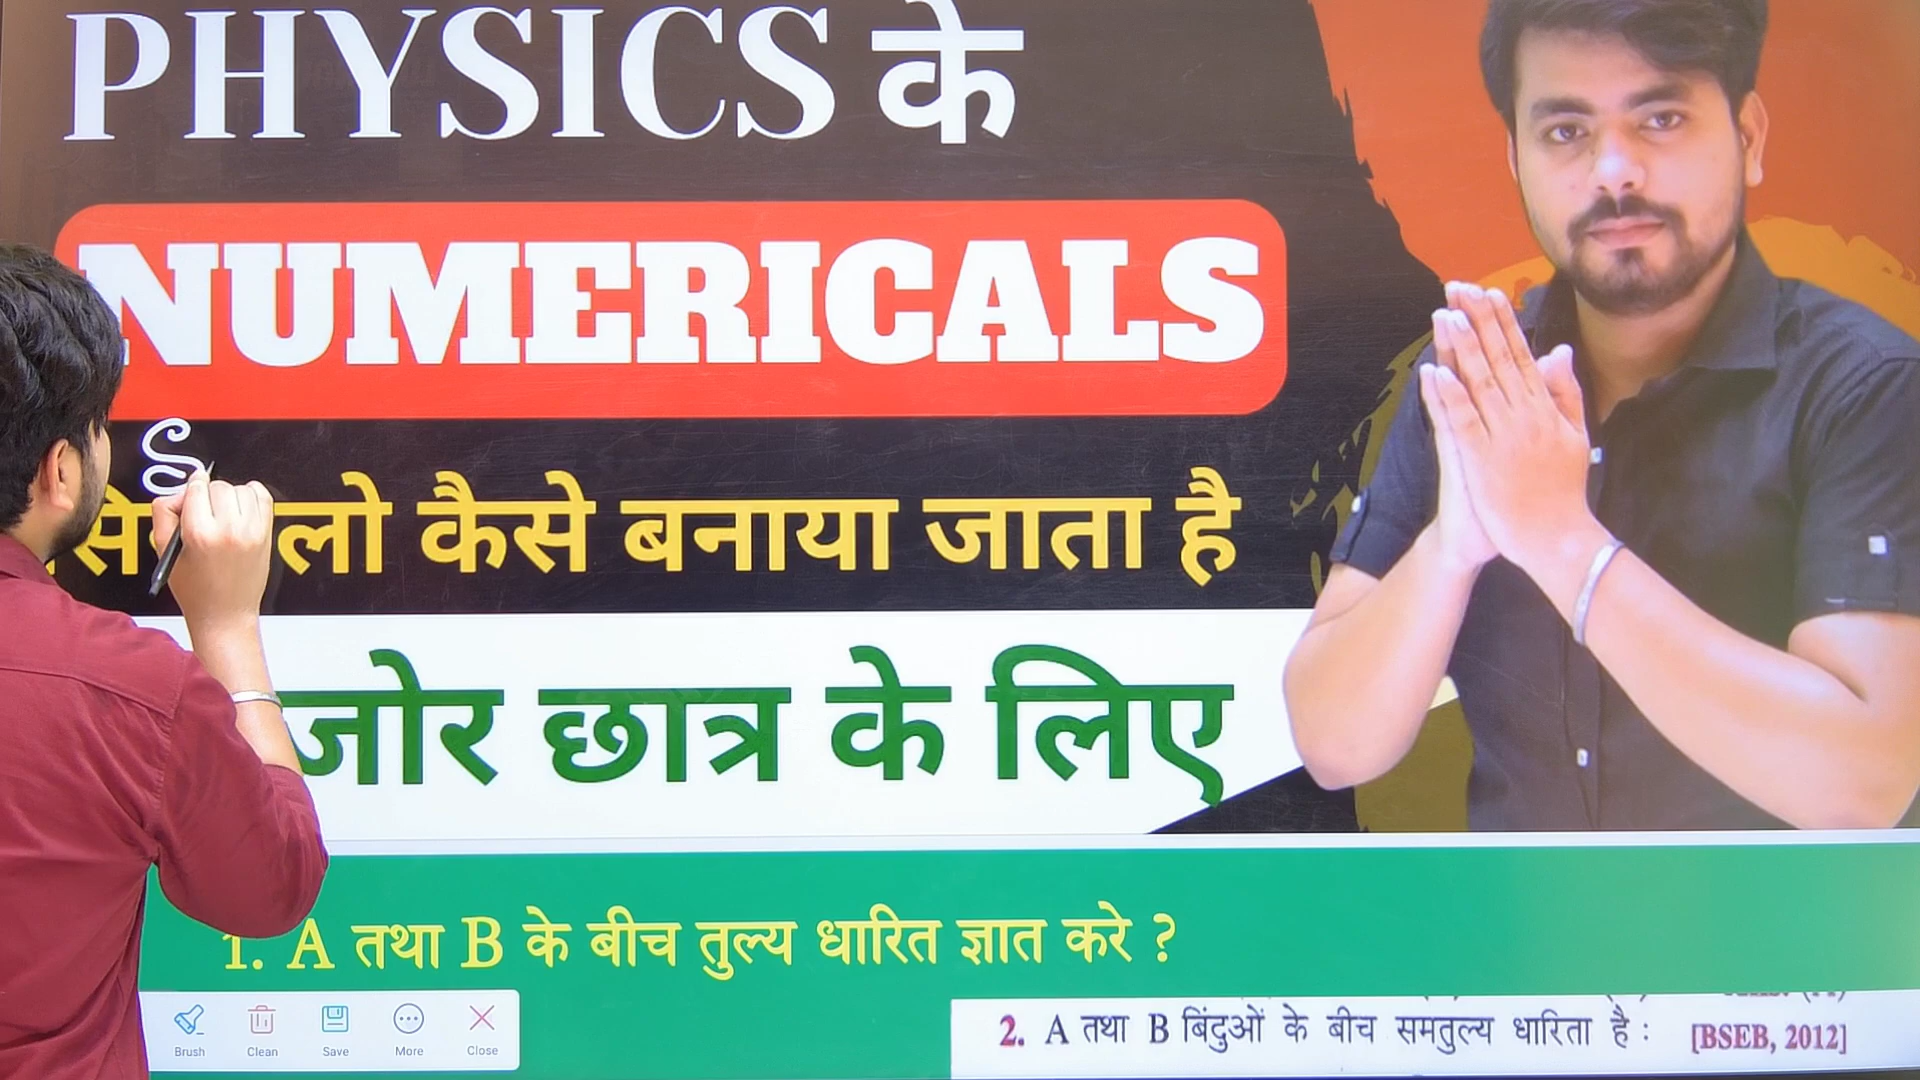 PHYSICS के
NUMERICALS
कैसे बनाया जाता है
छात्र के लिए
1. A तथा B के बीच तुल्य धारित ज्ञात करे ?
2. A तथा B बिंदुओं के बीच समतुल्य धारिता है : [BSEB, 2012]
Brush Clean Save More Close